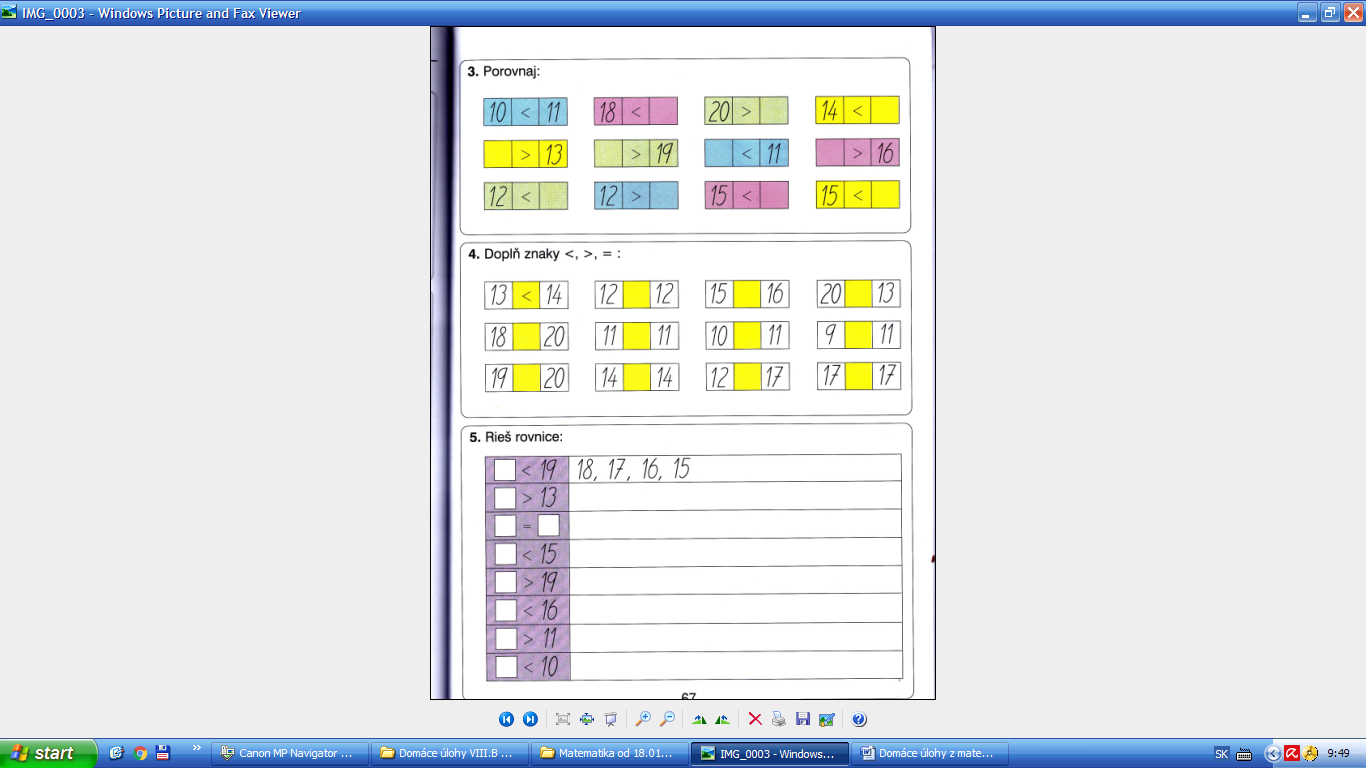 IMG_0003 - Windows Picture and Fax Viewer
3. Porovnaj:
10 < 11 18 < 20 > 14 <
> 13 > 19 < 11 > 16
12 < 12 > 15 < 15 <
4. Doplň znaky <, >, = :
13 < 14 12 12 15 16 20 13
18 20 11 11 10 11 9 11
19 20 14 14 12 17 17 17
5. Rieš rovnice:
< 19 18, 17, 16, 15
> 13
=
< 15
> 19
< 16
> 11
< 10
start » Canon MP Navigator ... Domáce úlohy VIII.B ... Matematika od 18.01... IMG_0003 - Windows... Domáce úlohy z mate... SK 9:49